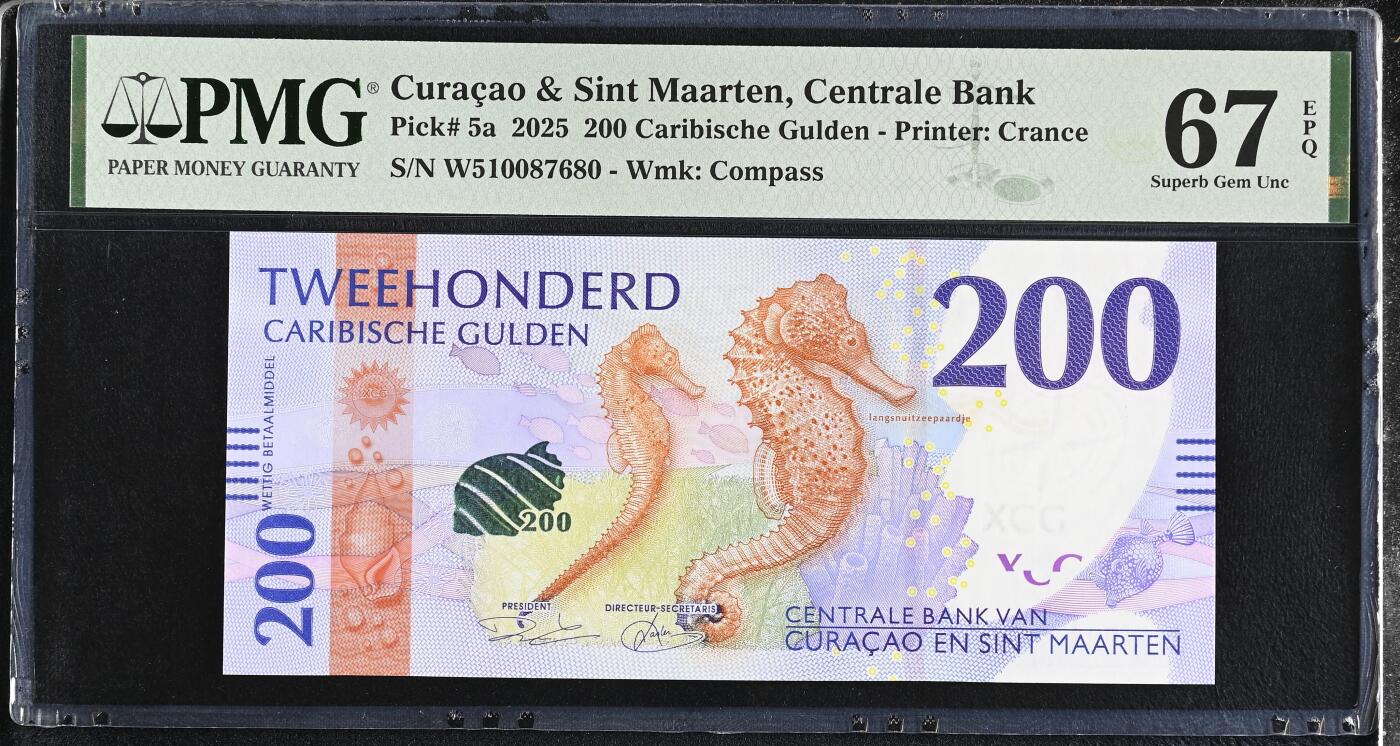 PMG®
PAPER MONEY GUARANTY
Curaçao & Sint Maarten, Centrale Bank
Pick# 5a 2025 200 Caribische Gulden - Printer: Crance
S/N W510087680 - Wmk: Compass
67
EPQ
Superb Gem Unc
TWEEHONDERD
CARIBISCHE GULDEN
200
WETTIG BETAALMIDDEL
XCG
langsnuitzeepaardje
200
XCG
XCG
200
PRESIDENT
DIRECTEUR-SECRETARIS
CENTRALE BANK VAN
CURAÇAO EN SINT MAARTEN